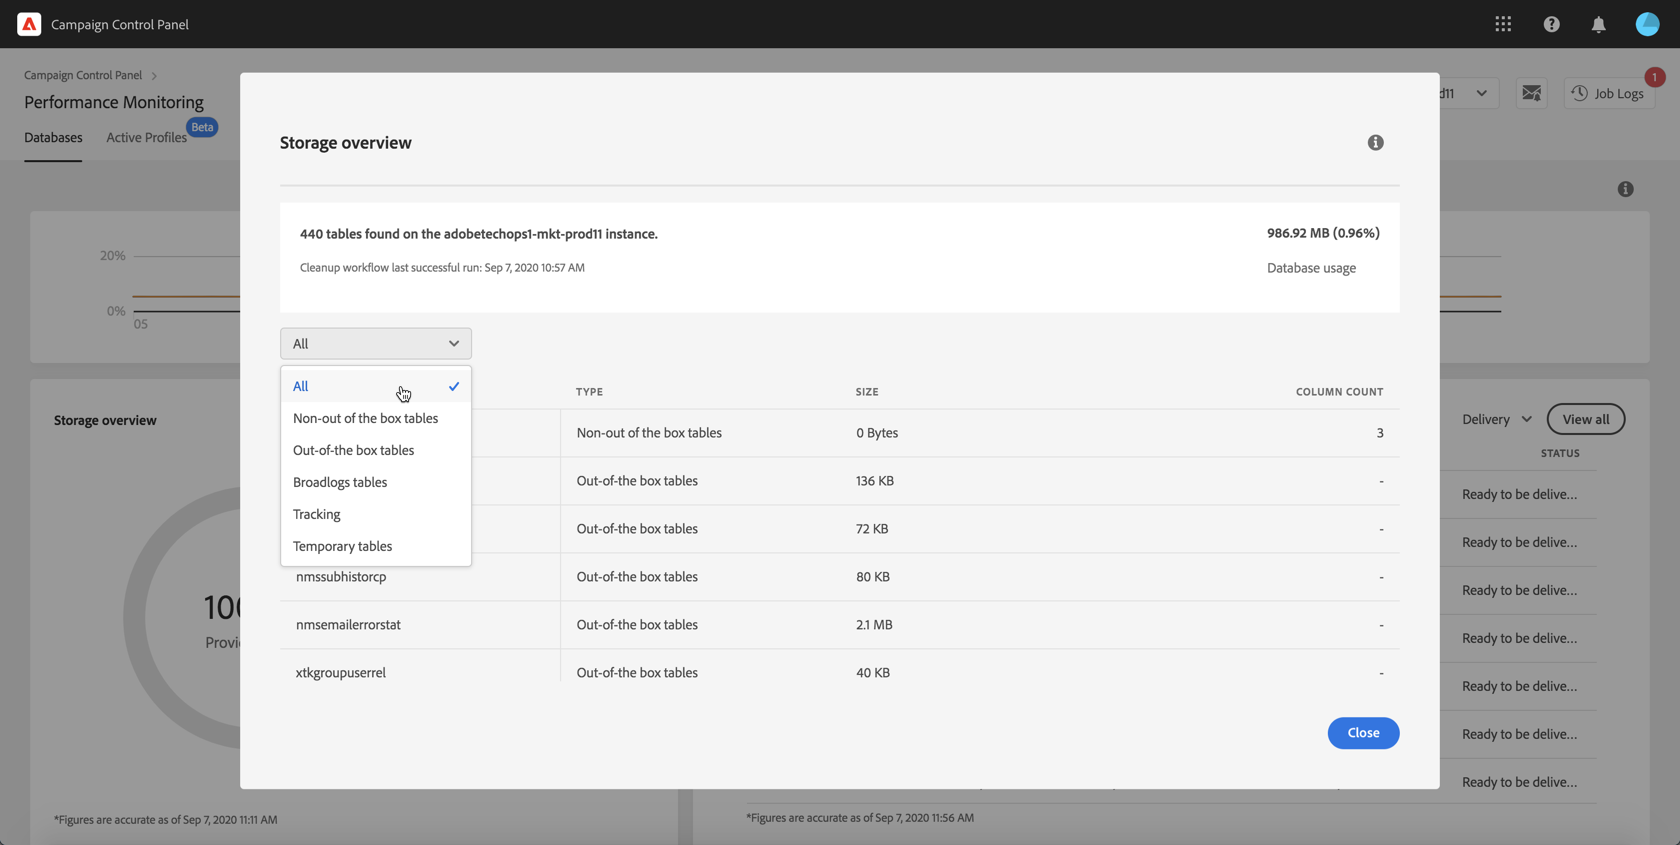 Campaign Control Panel
Campaign Control Panel
Performance Monitoring
Databases
Active Profiles
Beta
d11
Job Logs
1
Storage overview
440 tables found on the adobetechops1-mkt-prod11 instance.
986.92 MB (0.96%)
Cleanup workflow last successful run: Sep 7, 2020 10:57 AM
Database usage
20%
0%
05
All
All
Non-out of the box tables
Out-of-the box tables
Broadlogs tables
Tracking
Temporary tables
TYPE SIZE COLUMN COUNT
Non-out of the box tables 0 Bytes 3
Out-of-the box tables 136 KB -
Out-of-the box tables 72 KB -
nmssubhistorcp Out-of-the box tables 80 KB -
nmsemailerrorstat Out-of-the box tables 2.1 MB -
xtkgroupuserrel Out-of-the box tables 40 KB -
Close
Storage overview
100
Provi
*Figures are accurate as of Sep 7, 2020 11:11 AM
Delivery
View all
STATUS
Ready to be delive...
Ready to be delive...
Ready to be delive...
Ready to be delive...
Ready to be delive...
Ready to be delive...
Ready to be delive...
*Figures are accurate as of Sep 7, 2020 11:56 AM